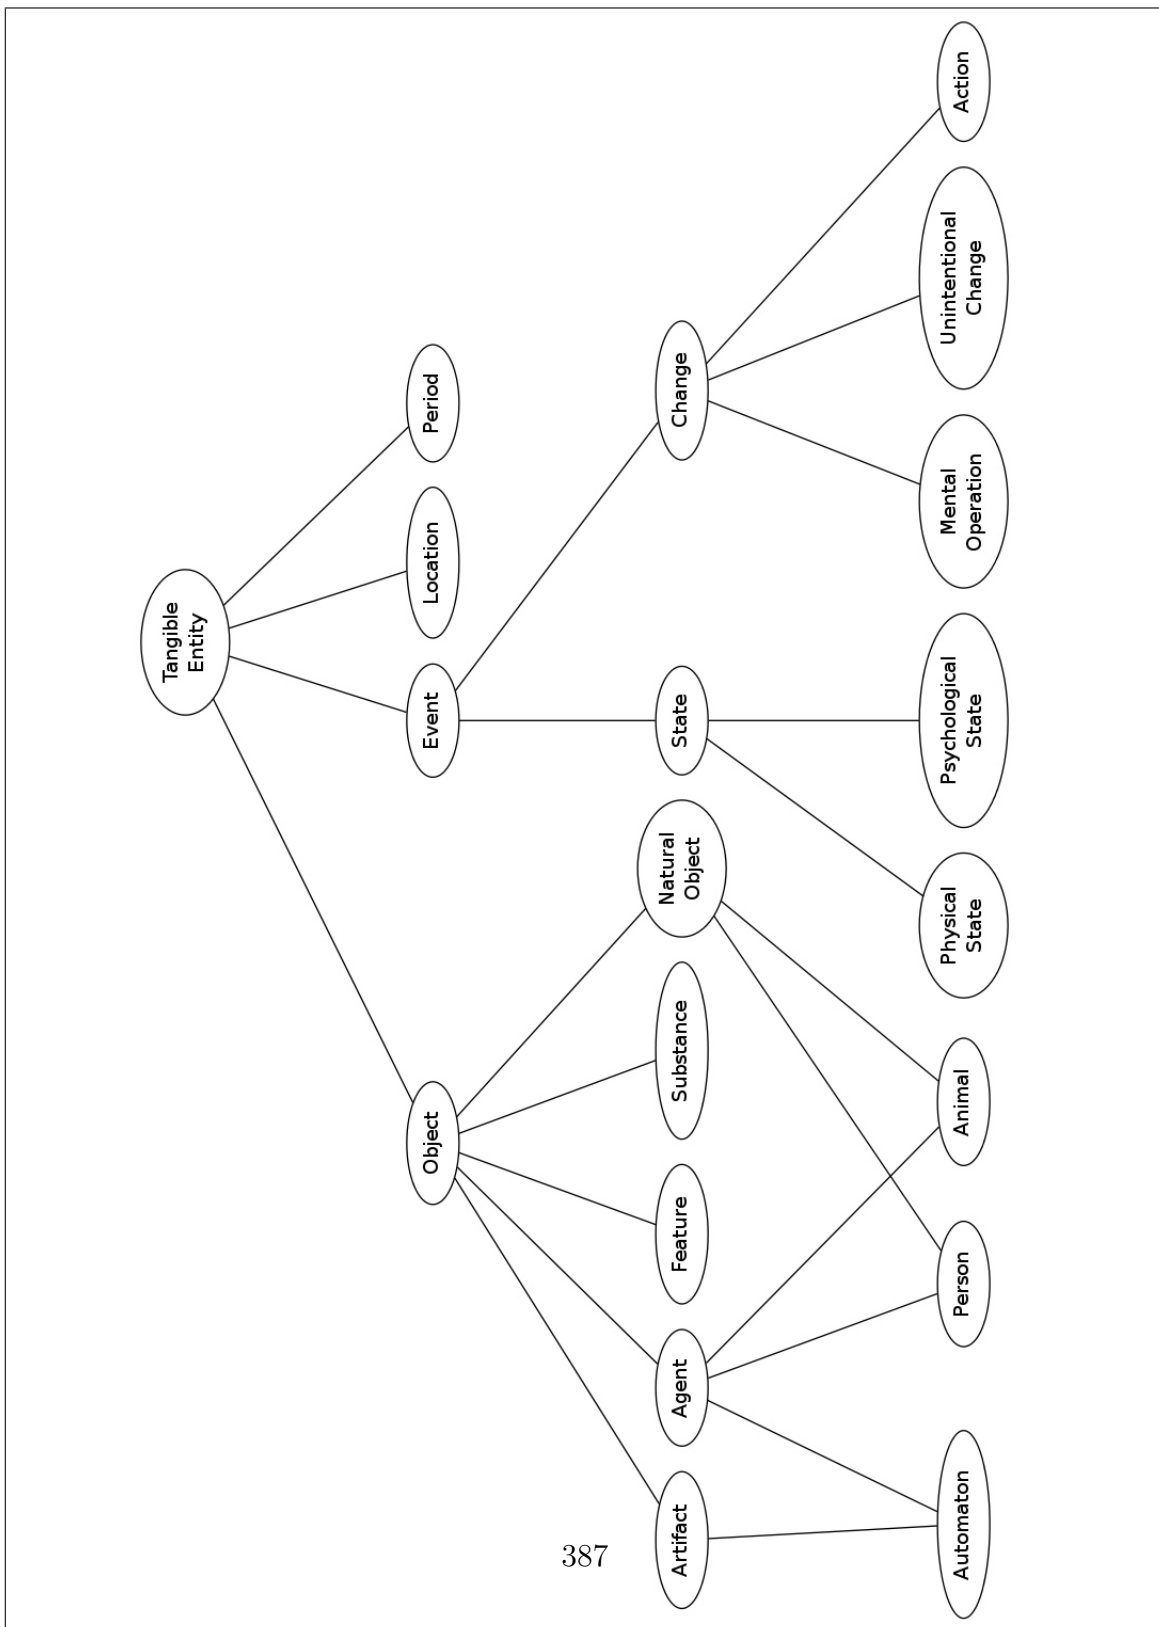 Tangible
Entity
Object
Event
Location
Period
Artifact
Agent
Feature
Substance
Natural
Object
State
Change
Automaton
Person
Animal
Physical
State
Psychological
State
Mental
Operation
Unintentional
Change
Action
387